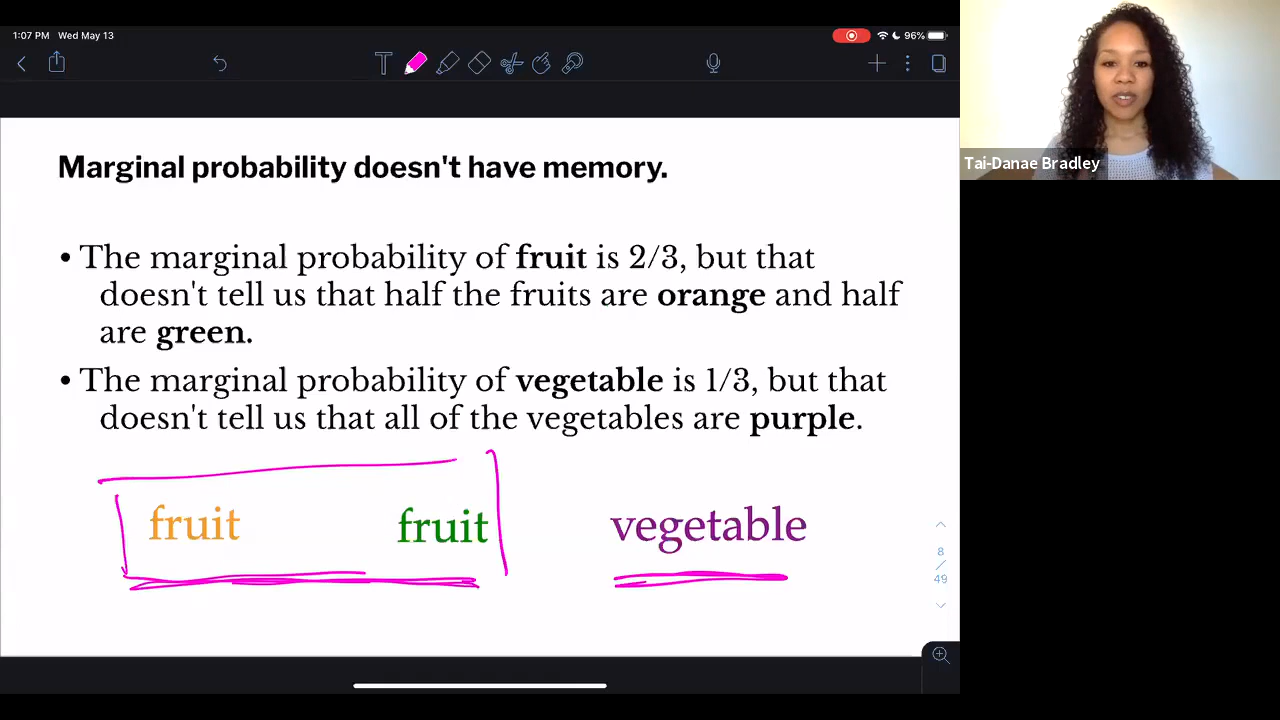 1:07 PM Wed May 13
96%
Tai-Danae Bradley
Marginal probability doesn't have memory.
• The marginal probability of fruit is 2/3, but that
doesn't tell us that half the fruits are orange and half
are green.
• The marginal probability of vegetable is 1/3, but that
doesn't tell us that all of the vegetables are purple.
fruit fruit vegetable
8
/
49